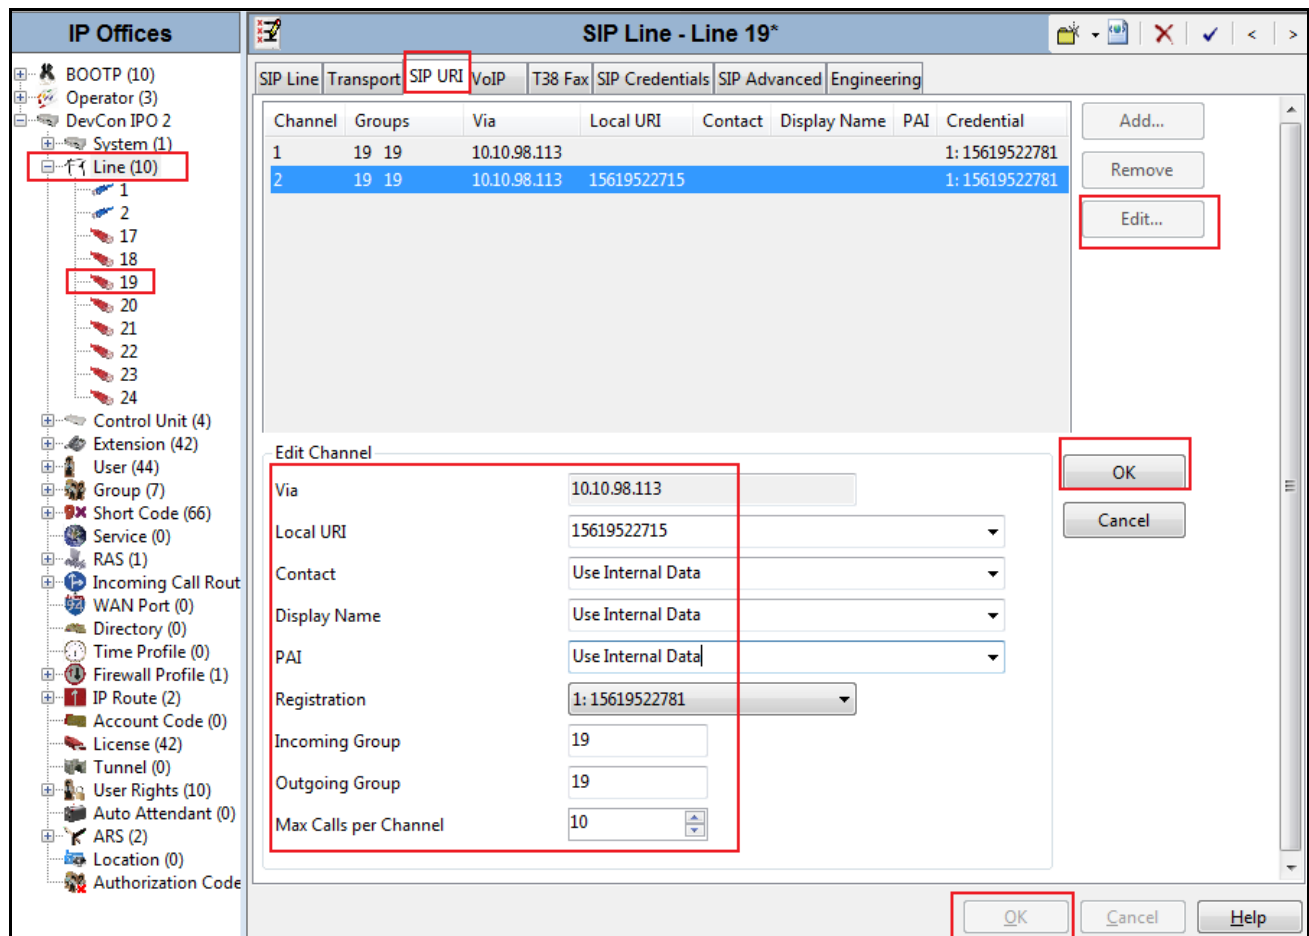 IP Offices
BOOTP (10)
Operator (3)
DevCon IPO 2
System (1)
Line (10)
1
2
17
18
19
20
21
22
23
24
Control Unit (4)
Extension (42)
User (44)
Group (7)
Short Code (66)
Service (0)
RAS (1)
Incoming Call Rout
WAN Port (0)
Directory (0)
Time Profile (0)
Firewall Profile (1)
IP Route (2)
Account Code (0)
License (42)
Tunnel (0)
User Rights (10)
Auto Attendant (0)
ARS (2)
Location (0)
Authorization Code
SIP Line - Line 19*
SIP Line Transport SIP URI VoIP T38 Fax SIP Credentials SIP Advanced Engineering
Channel Groups Via Local URI Contact Display Name PAI Credential
1 19 19 10.10.98.113 1: 15619522781
2 19 19 10.10.98.113 15619522715 1: 15619522781
Add...
Remove
Edit...
Edit Channel
Via 10.10.98.113
Local URI 15619522715
Contact Use Internal Data
Display Name Use Internal Data
PAI Use Internal Data
Registration 1: 15619522781
Incoming Group 19
Outgoing Group 19
Max Calls per Channel 10
OK
Cancel
OK Cancel Help